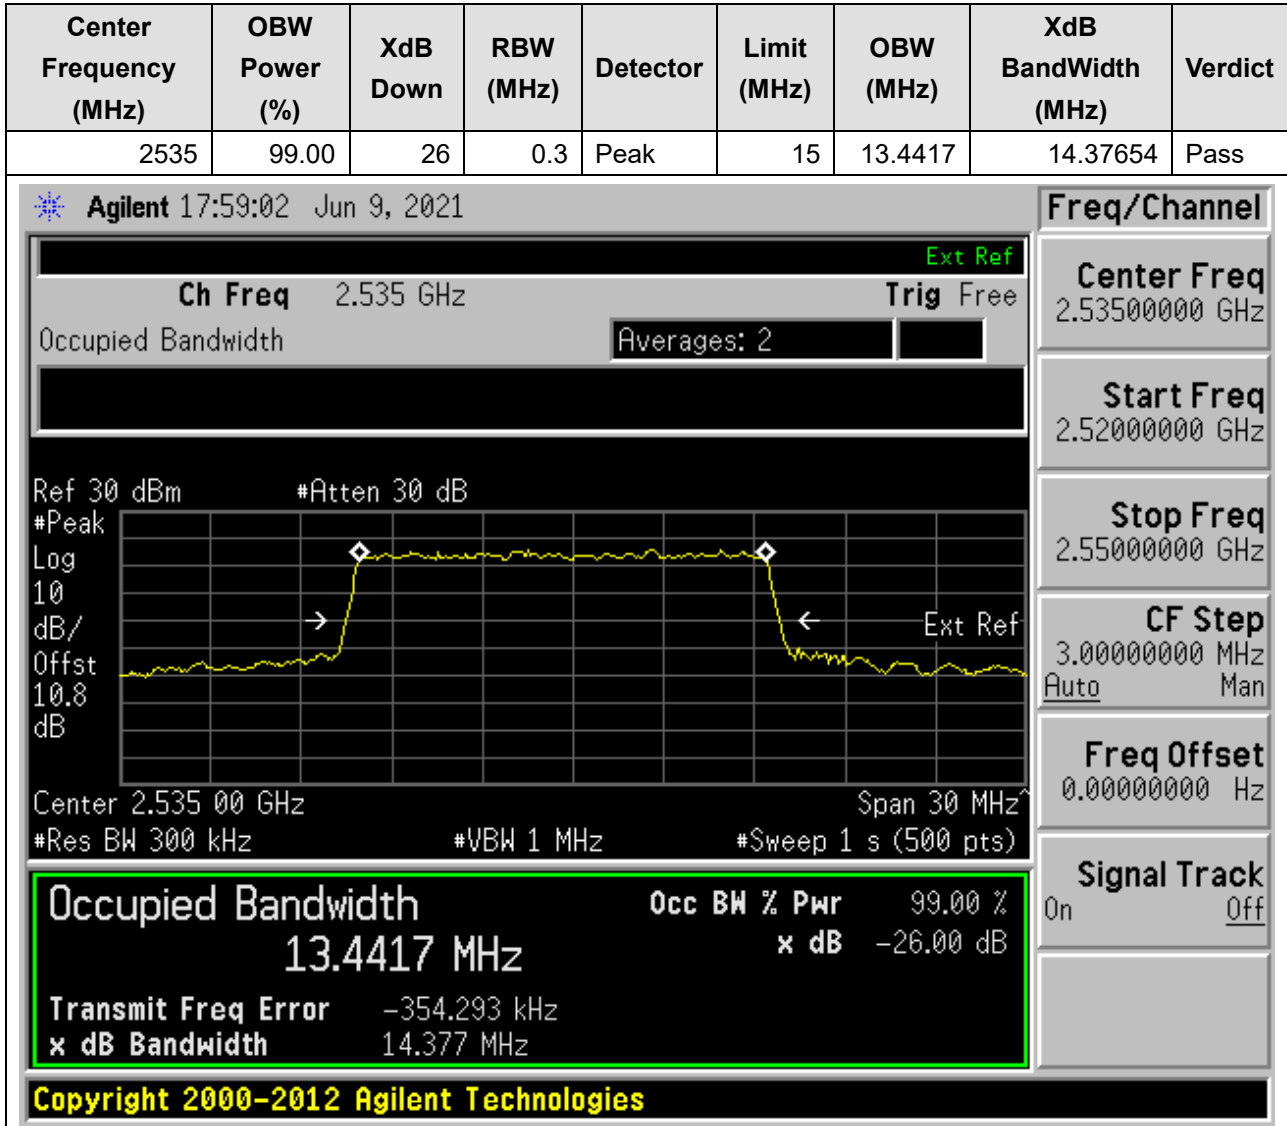 Center Frequency (MHz) OBW Power (%) XdB Down RBW (MHz) Detector Limit (MHz) OBW (MHz) XdB BandWidth (MHz) Verdict
2535 99.00 26 0.3 Peak 15 13.4417 14.37654 Pass
Agilent 17:59:02 Jun 9, 2021
Freq/Channel
Ext Ref
Ch Freq 2.535 GHz Trig Free
Occupied Bandwidth Averages: 2
Center Freq
2.53500000 GHz
Start Freq
2.52000000 GHz
Stop Freq
2.55000000 GHz
CF Step
3.00000000 MHz
Auto Man
Freq Offset
0.00000000 Hz
Signal Track
On Off
Ref 30 dBm #Atten 30 dB
#Peak
Log
10
dB/
Offst
10.8
dB
Ext Ref
Center 2.535 00 GHz Span 30 MHz^
#Res BW 300 kHz #VBW 1 MHz #Sweep 1 s (500 pts)
Occupied Bandwidth Occ BW % Pwr 99.00 %
13.4417 MHz x dB -26.00 dB
Transmit Freq Error -354.293 kHz
x dB Bandwidth 14.377 MHz
Copyright 2000-2012 Agilent Technologies